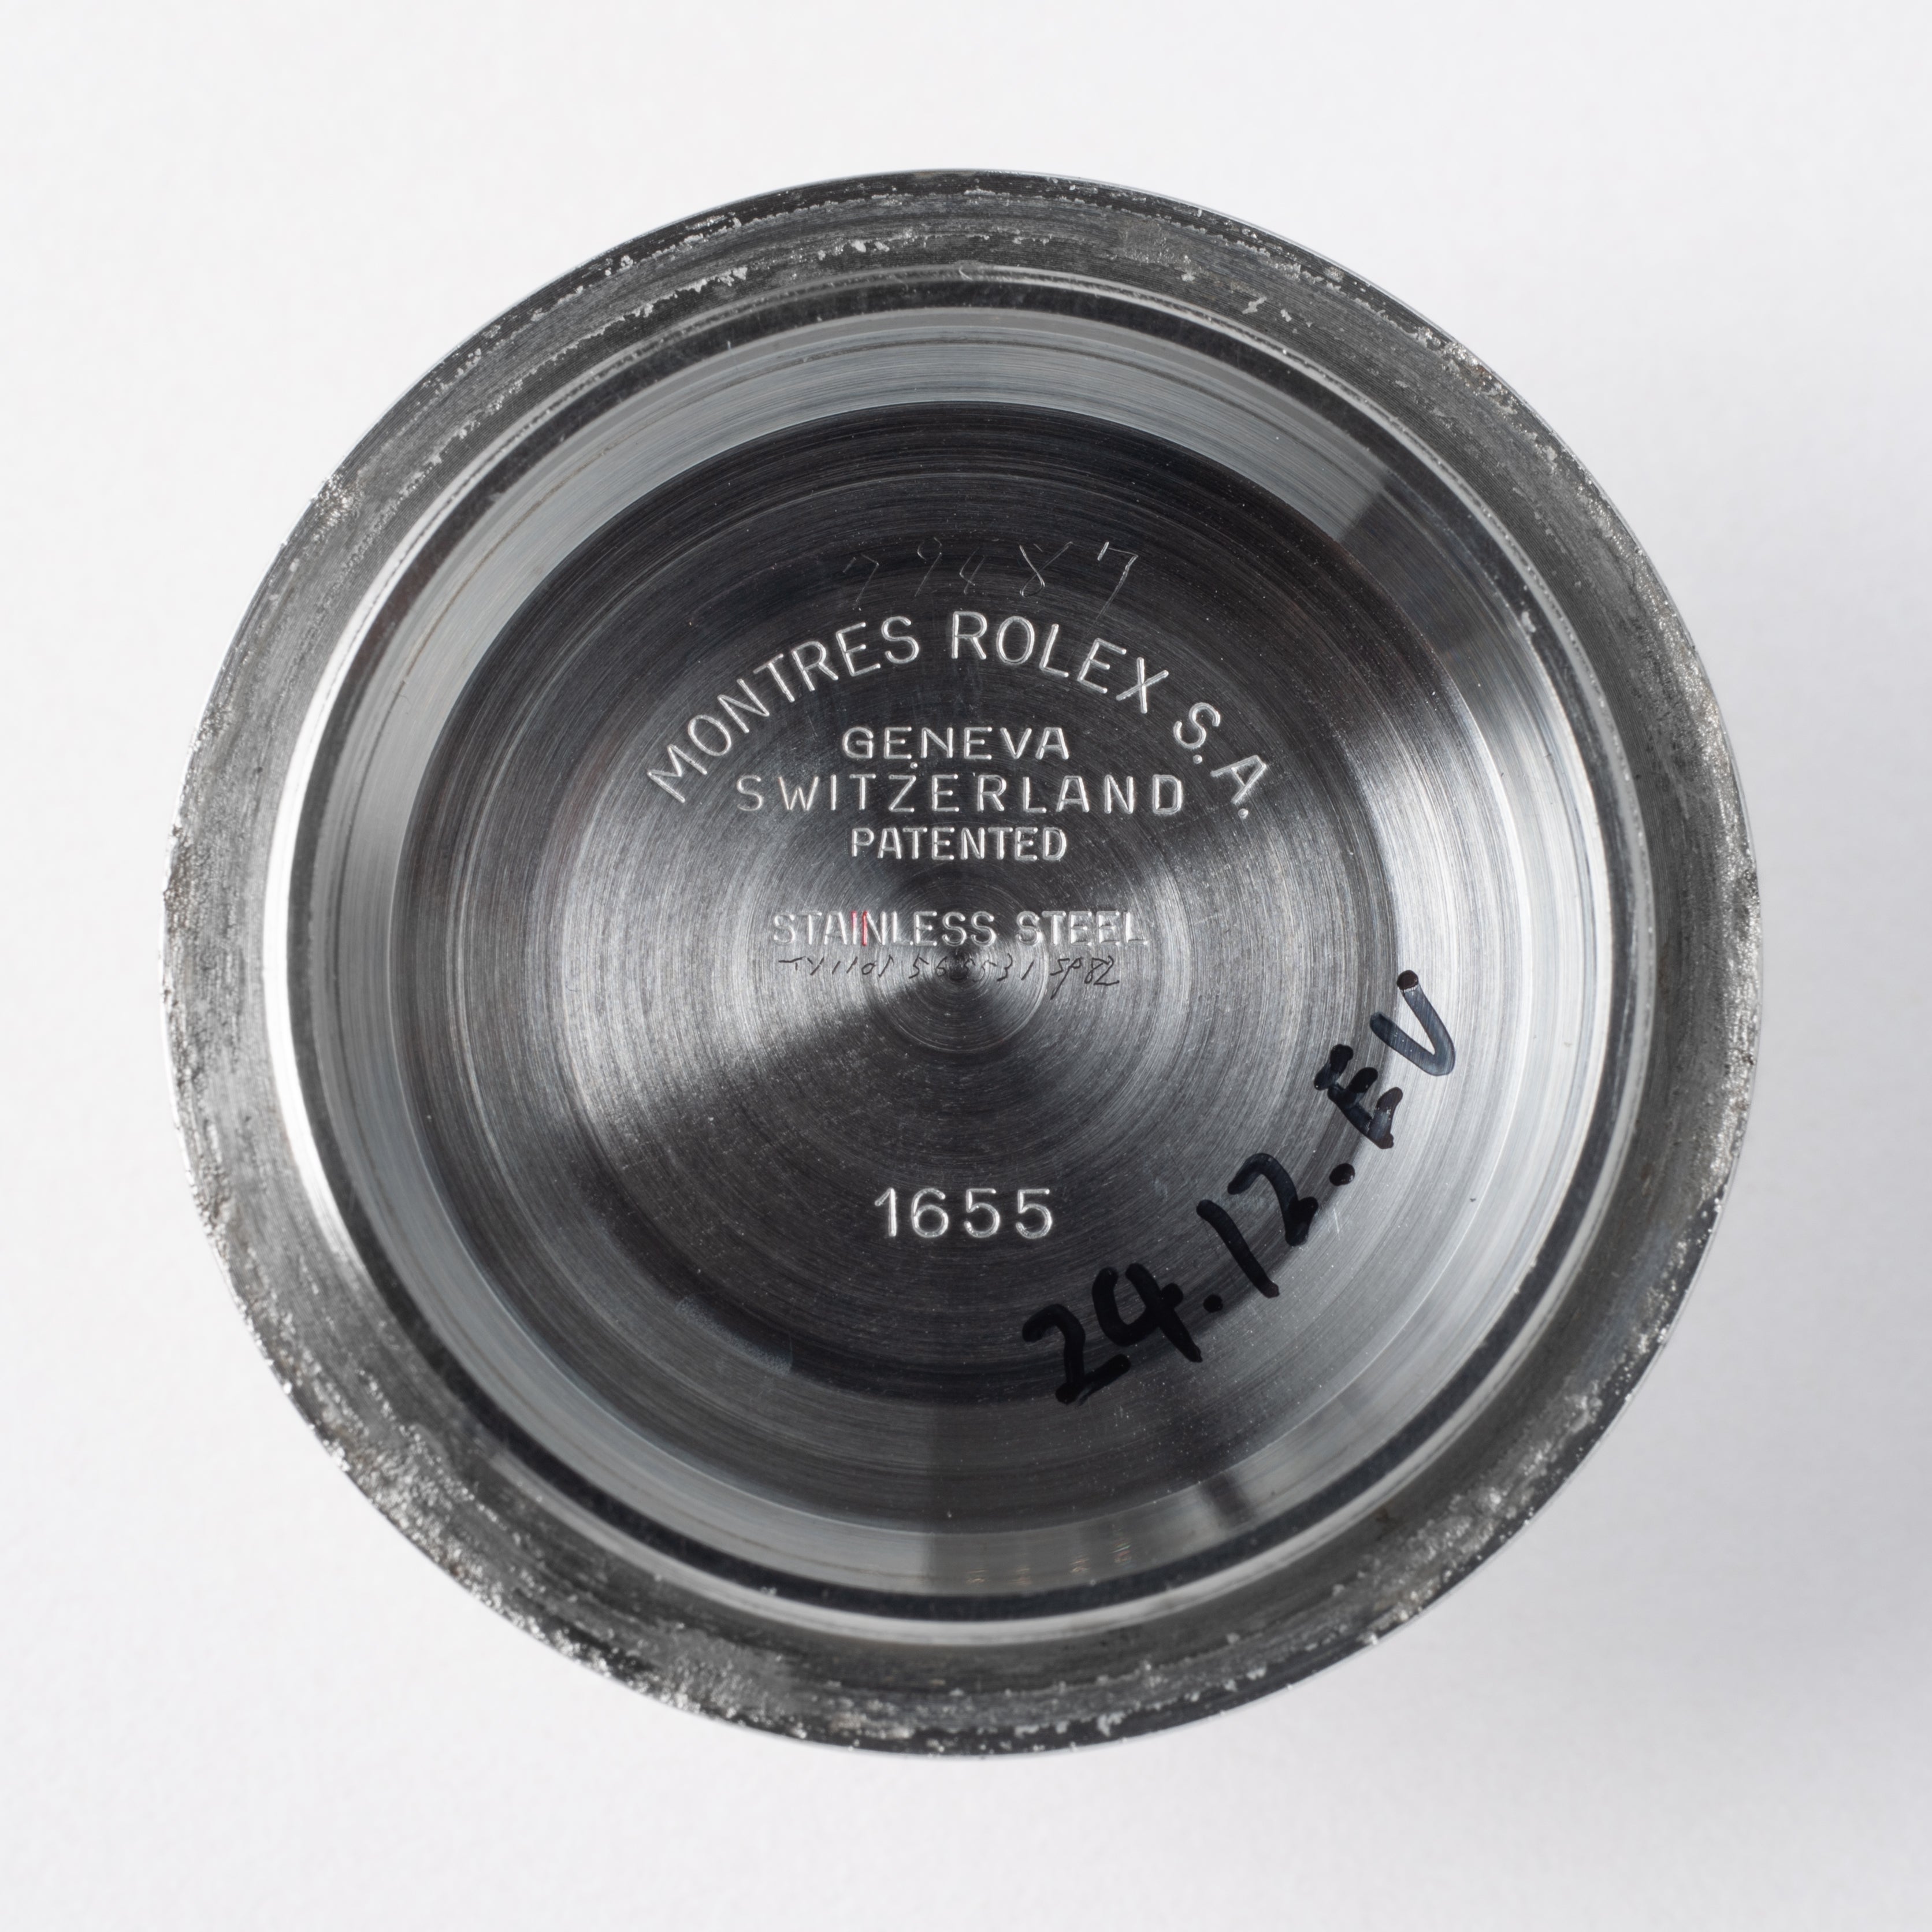 MONTRES ROLEX S.A.
GENEVA
SWITZERLAND
PATENTED
STAINLESS STEEL
1655
24.12.EV